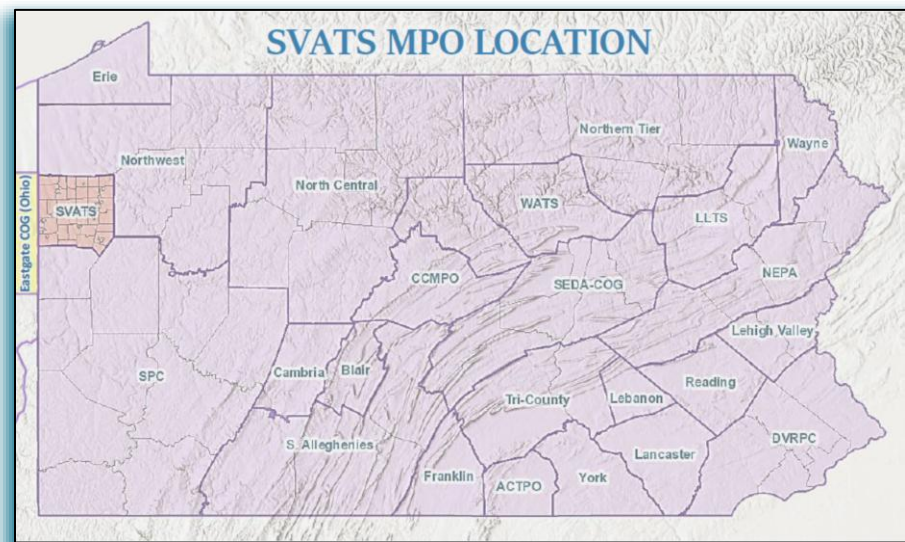 SVATS MPO LOCATION
Erie
Northern Tier
Wayne
Northwest
North Central
Eastgate COG (Ohio)
SVATS
WATS
LLTS
CCMPO
SEDA-COG
NEPA
Lehigh Valley
SPC
Cambria
Blair
Reading
Tri-County
Lebanon
S. Alleghenies
DVRPC
Lancaster
Franklin
ACTPO
York